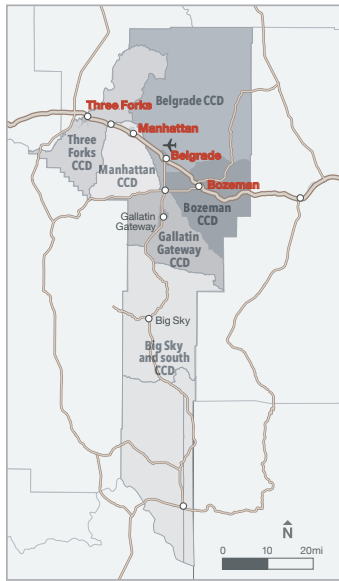 Belgrade CCD
Three Forks
Manhattan
Three
Forks
CCD
Belgrade
Manhattan
CCD
Bozeman
Bozeman
CCD
Gallatin
Gateway
Gallatin
Gateway
CCD
Big Sky
Big Sky
and south
CCD
N
0 10 20mi